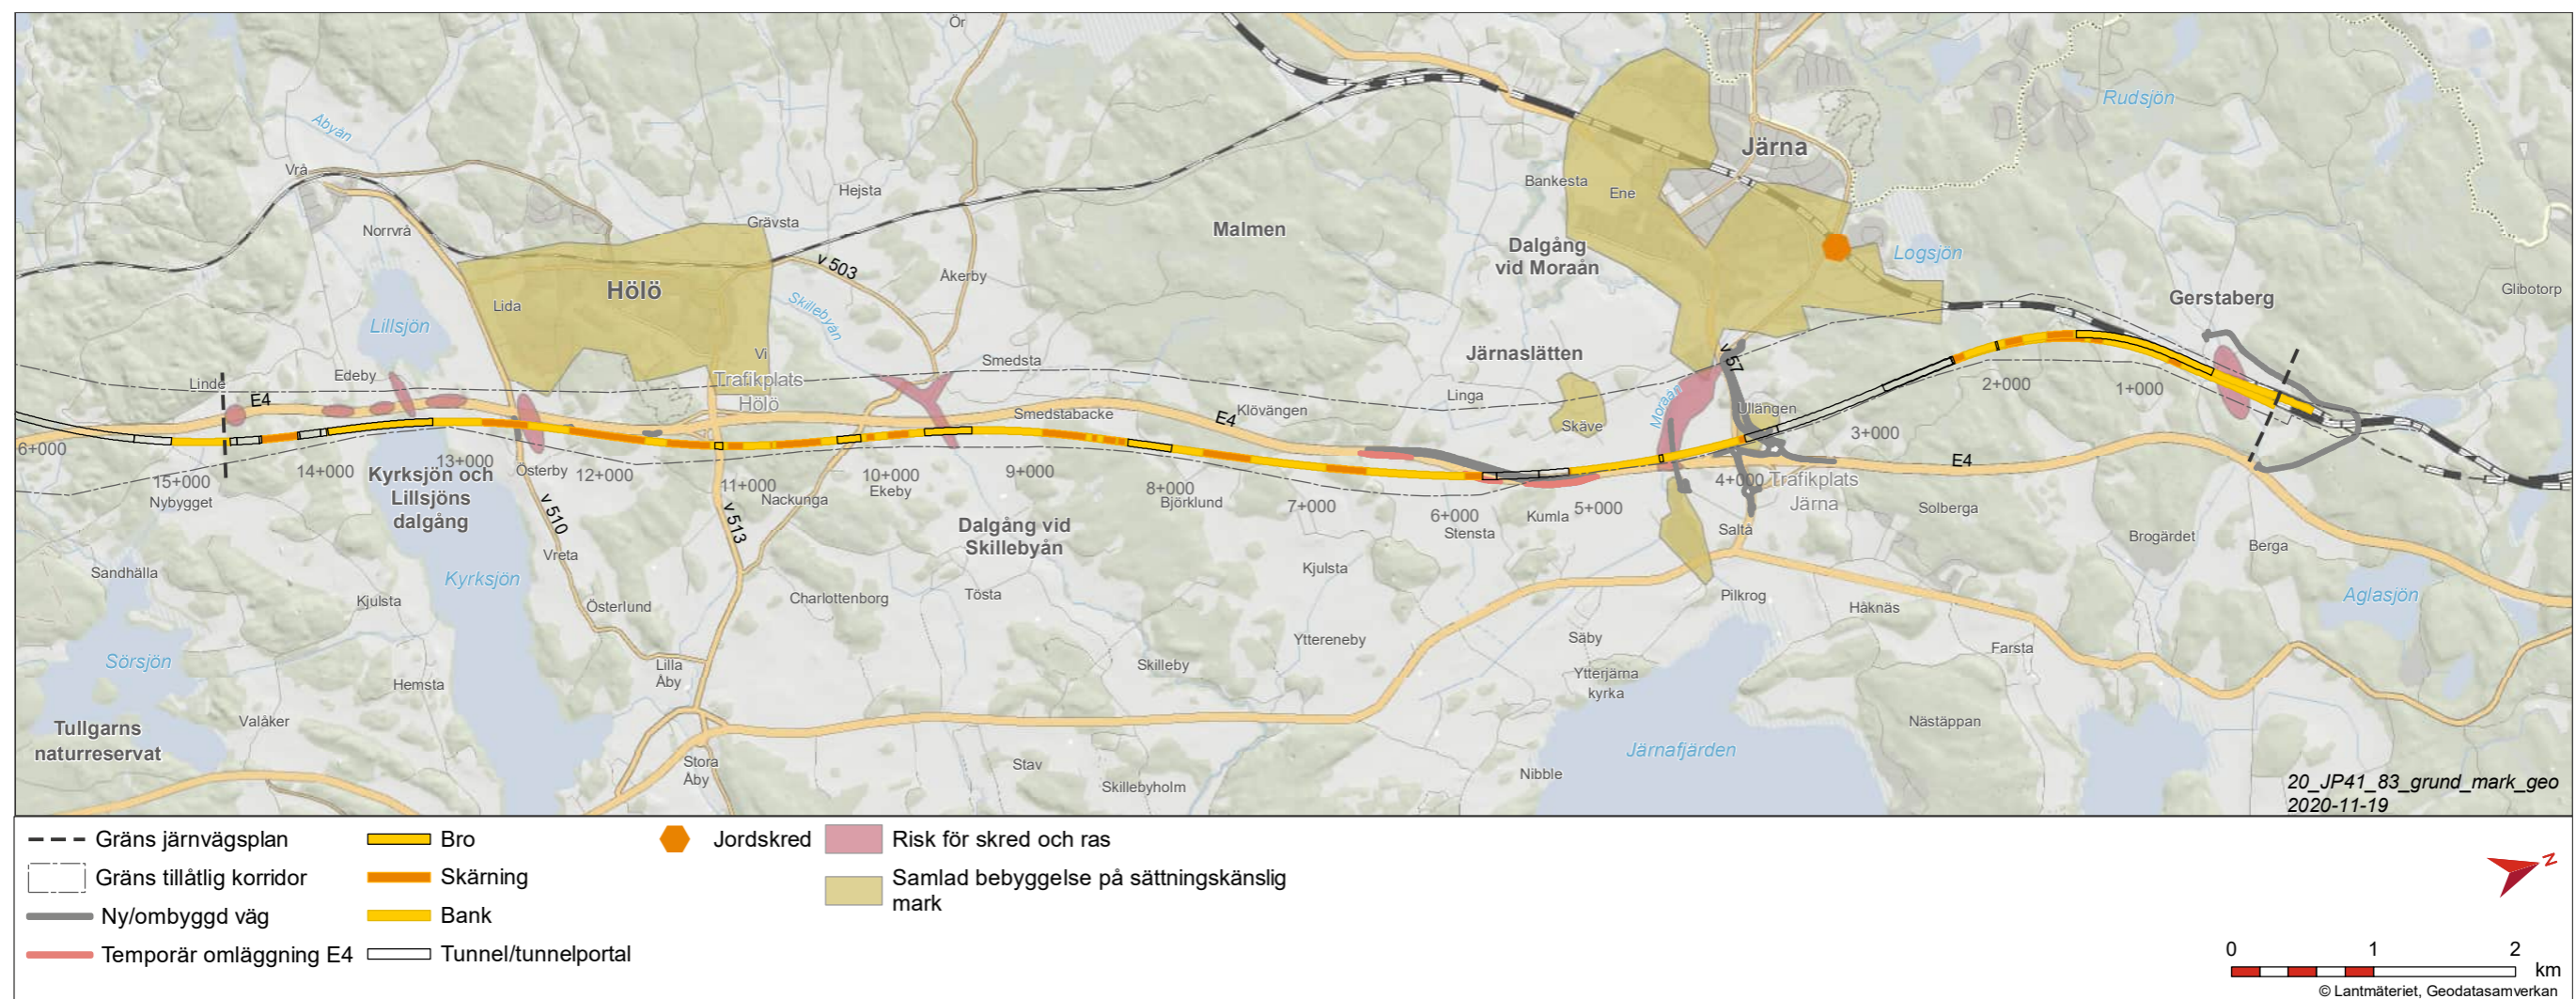 Ör
Rudsjön
Åbyån
Järna
Vrå
Bankesta
Ene
Hejsta
Grävsta
Malmen
Norrvrå
Dalgång
vid Moraån
Logsjön
v 503
Åkerby
Glibotorp
Hölö
Gerstaberg
Lida
Skillebyån
Lillsjön
Vi
Smedsta
Järnaslätten
v 57
Edeby
Linde
Trafikplats
Hölö
2+000
1+000
Linga
E4
Smedstabacke
E4
Klövängen
Moraån
Ullängen
Skäve
3+000
6+000
E4
15+000
14+000
Kyrksjön och
Lillsjöns
dalgång
13+000
Österby
12+000
11+000
10+000
Ekeby
9+000
8+000
7+000
6+000
5+000
4+000
Trafikplats
Järna
Nybygget
Nackunga
Björklund
Stensta
Kumla
Solberga
v 510
v 513
Dalgång vid
Skillebyån
Saltå
Brogärdet
Berga
Vreta
Sandhälla
Kyrksjön
Kjulsta
Kjulsta
Österlund
Charlottenborg
Tösta
Pilkrog
Håknäs
Aglasjön
Yttereneby
Säby
Farsta
Sörsjön
Lilla
Åby
Skilleby
Hemsta
Ytterjärna
kyrka
Tullgarns
naturreservat
Valåker
Nästäppan
Järnafjärden
Stora
Åby
Stav
Nibble
Skillebyholm
20_JP41_83_grund_mark_geo
2020-11-19
Gräns järnvägsplan
Gräns tillåtlig korridor
Ny/ombyggd väg
Temporär omläggning E4
Bro
Skärning
Bank
Tunnel/tunnelportal
Jordskred
Risk för skred och ras
Samlad bebyggelse på sättningskänslig
mark
N
0 1 2
km
© Lantmäteriet, Geodatasamverkan